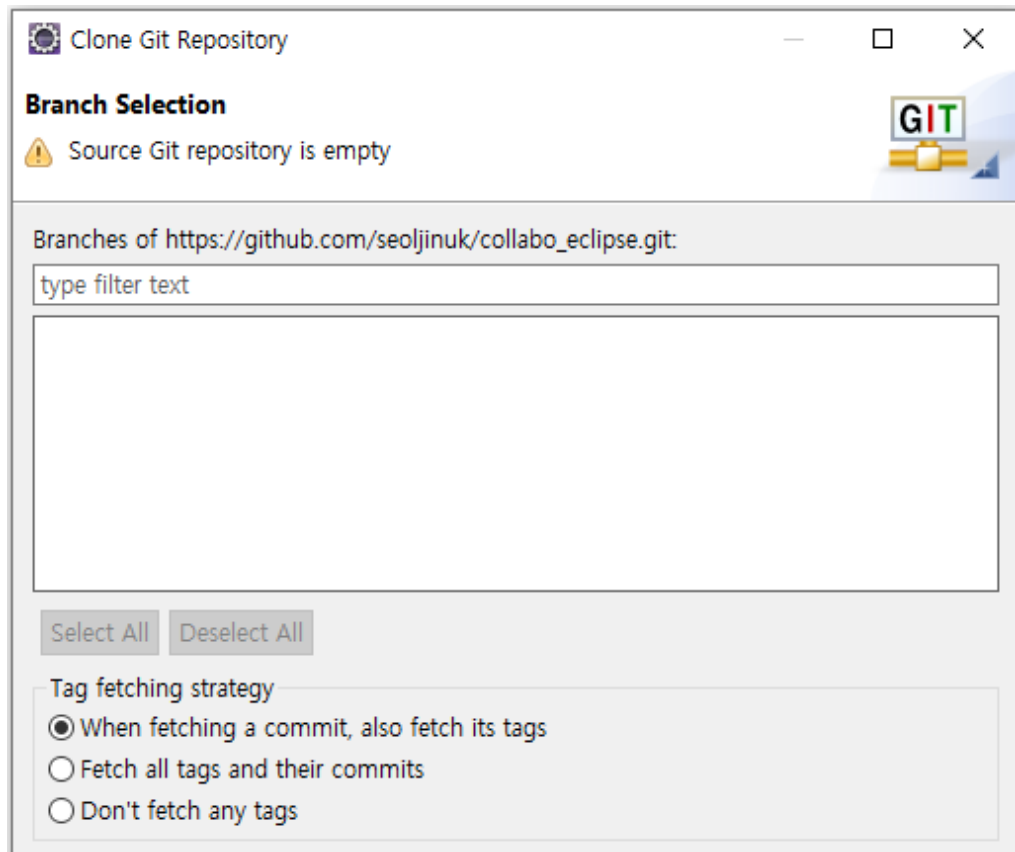 Clone Git Repository
Branch Selection
GIT
Source Git repository is empty
Branches of https://github.com/seoljinuk/collabo_eclipse.git:
type filter text
Select All Deselect All
Tag fetching strategy
When fetching a commit, also fetch its tags
Fetch all tags and their commits
Don't fetch any tags